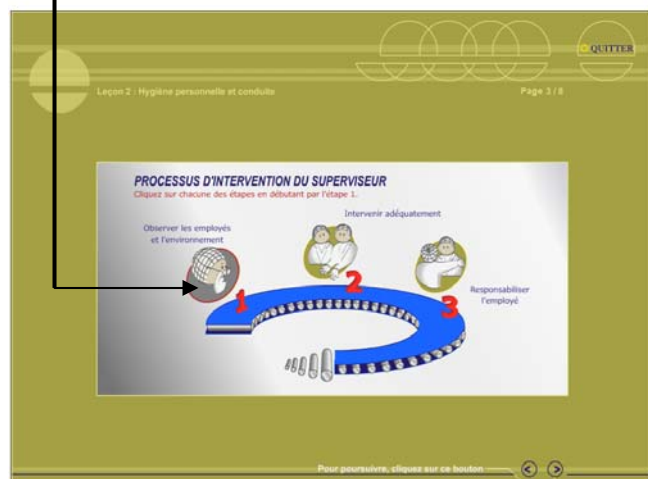 QUITTER
Leçon 2 : Hygiène personnelle et conduite
Page 3 / 8
PROCESSUS D'INTERVENTION DU SUPERVISEUR
Cliquez sur chacune des étapes en débutant par l'étape 1.
Intervenir adéquatement
Observer les employés
et l'environnement
1
2
3
Responsabiliser
l'employé
Pour poursuivre, cliquez sur ce bouton